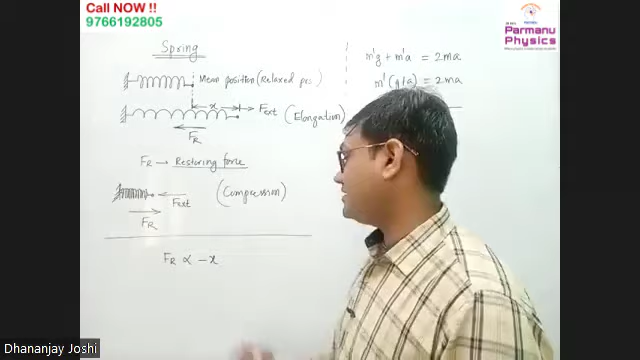 Call NOW !!
9766192805
Parmanu
Physics
Spring
Mean position (Relaxed
x
Fext (Elongation)
FR
FR → Restoring force
Fext (Compression)
FR
FR ∝ -x
m'g + m'a = 2ma
m'(g+a) = 2ma
Dhananjay Joshi